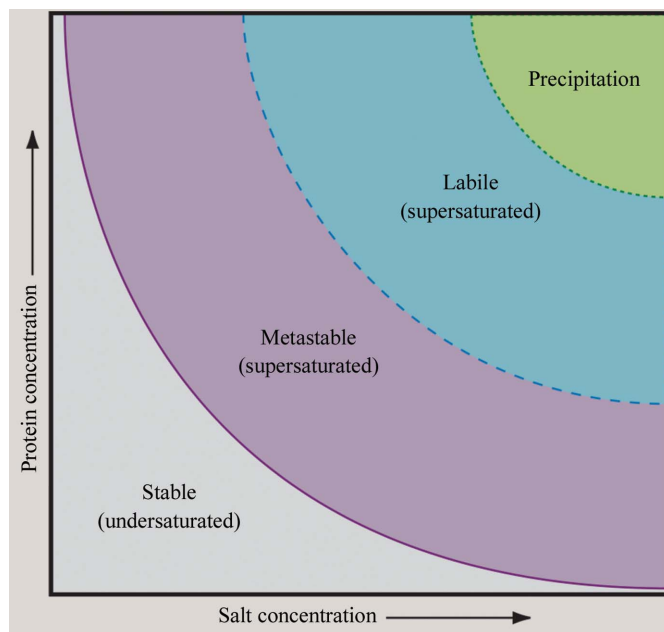 Precipitation
Labile
(supersaturated)
Metastable
(supersaturated)
Stable
(undersaturated)
Protein concentration
Salt concentration